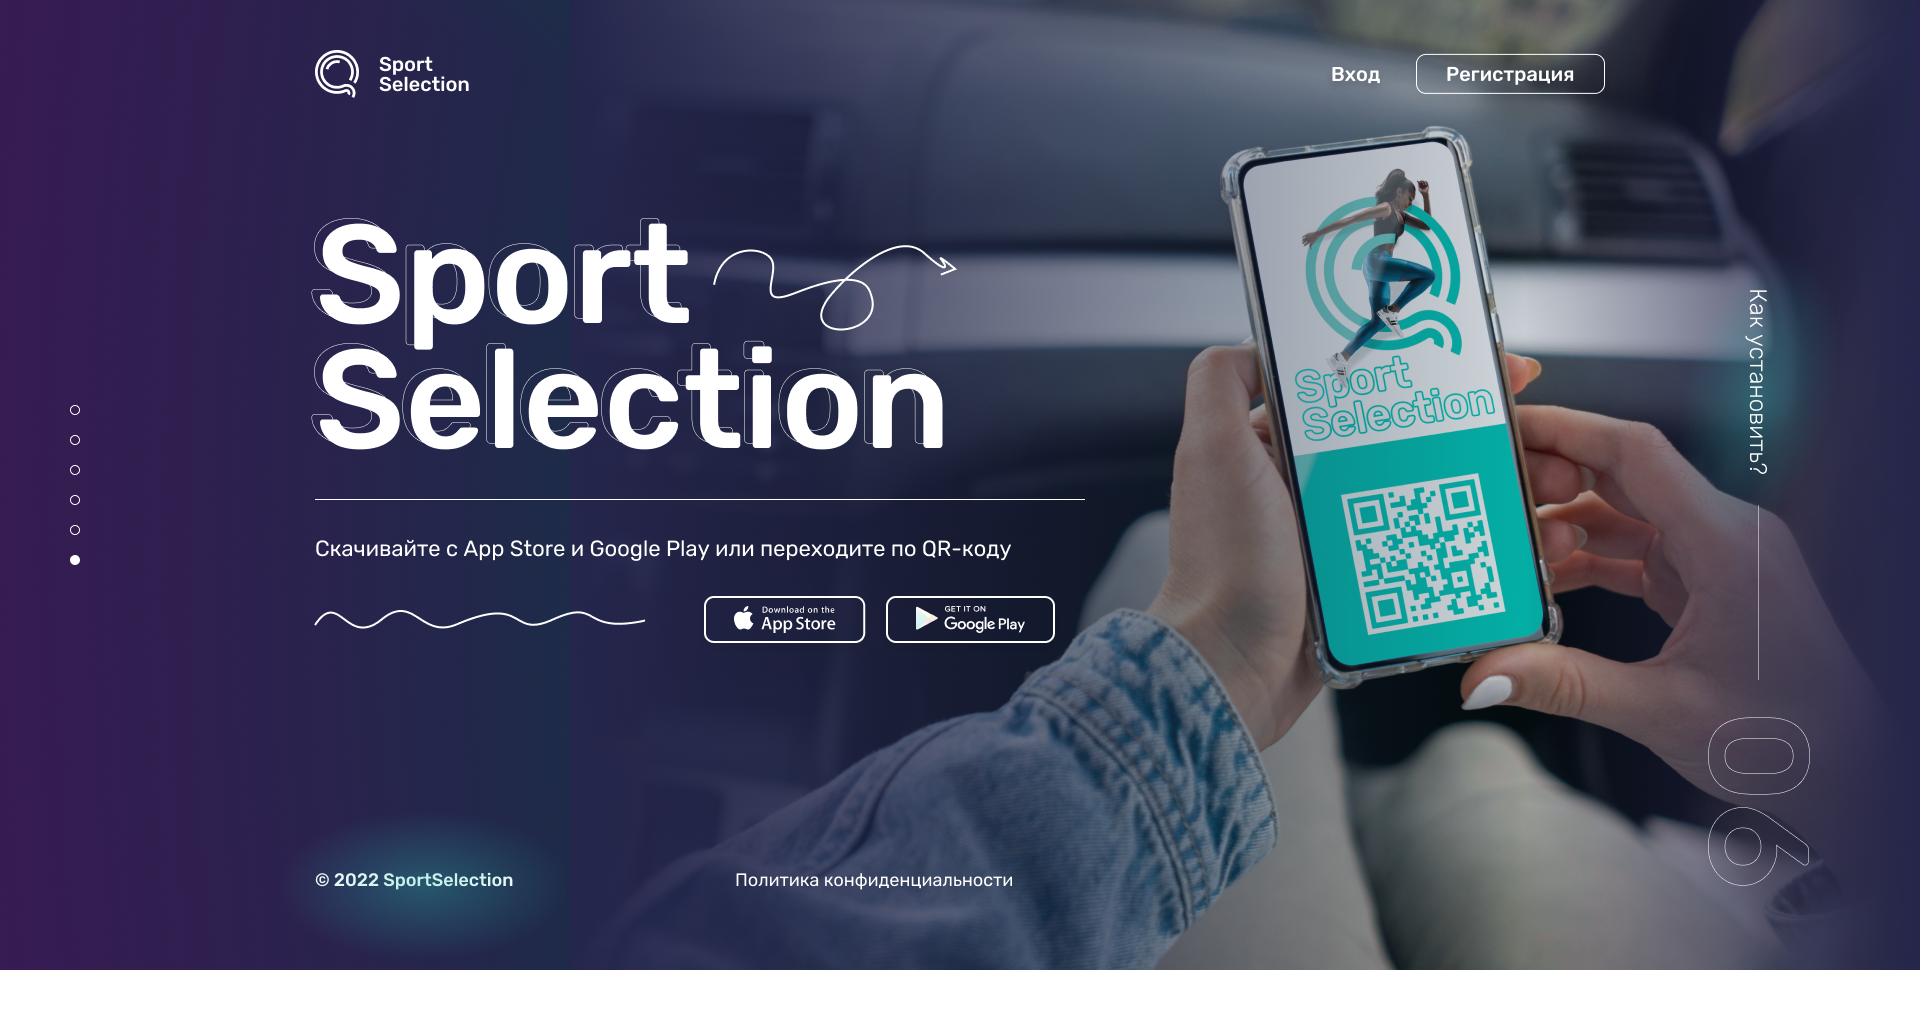 Sport
Selection
Вход
Регистрация
Sport
Selection
Sport
Selection
Как установить?
Скачивайте с App Store и Google Play или переходите по QR-коду
Download on the
App Store
GET IT ON
Google Play
06
© 2022 SportSelection
Политика конфиденциальности